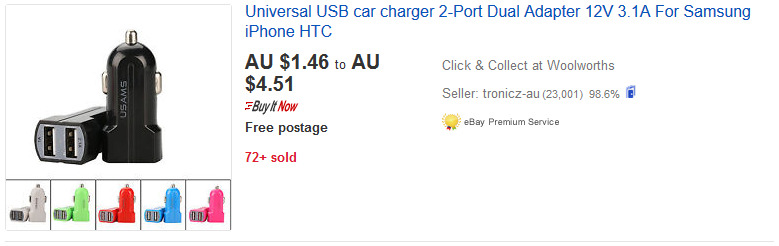 Universal USB car charger 2-Port Dual Adapter 12V 3.1A For Samsung
iPhone HTC
AU $1.46 to AU
$4.51
Buy It Now
Free postage
72+ sold
Click & Collect at Woolworths
Seller: tronicz-au (23,001) 98.6%
eBay Premium Service
USAMS